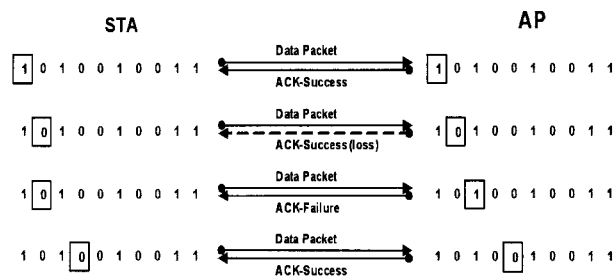 STA AP
Data Packet
1 0 1 0 0 1 0 0 1 1 ACK-Success 1 0 1 0 0 1 0 0 1 1
Data Packet
1 0 1 0 0 1 0 0 1 1 ACK-Success(loss) 1 0 1 0 0 1 0 0 1 1
Data Packet
1 0 1 0 0 1 0 0 1 1 ACK-Failure 1 0 1 0 0 1 0 0 1 1
Data Packet
1 0 1 0 0 1 0 0 1 1 ACK-Success 1 0 1 0 0 1 0 0 1 1